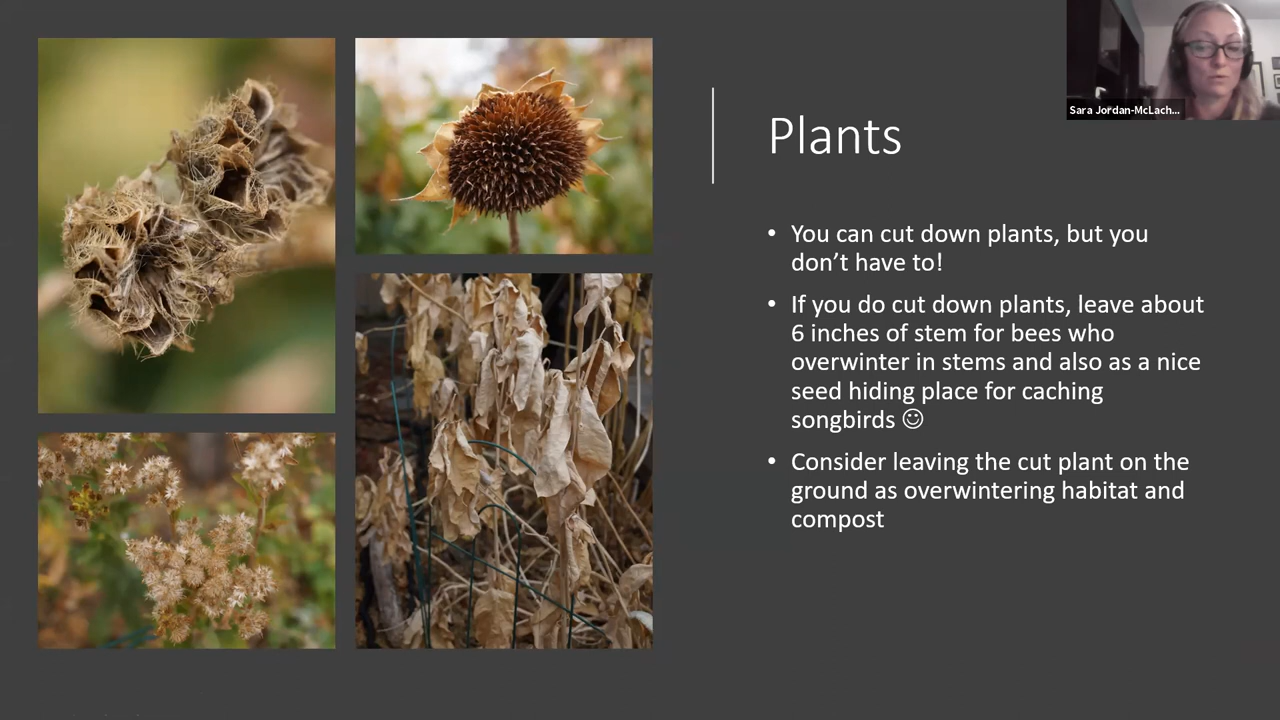 Sara Jordan-McLach...
Plants
• You can cut down plants, but you
don’t have to!
• If you do cut down plants, leave about
6 inches of stem for bees who
overwinter in stems and also as a nice
seed hiding place for caching
songbirds ☺
• Consider leaving the cut plant on the
ground as overwintering habitat and
compost